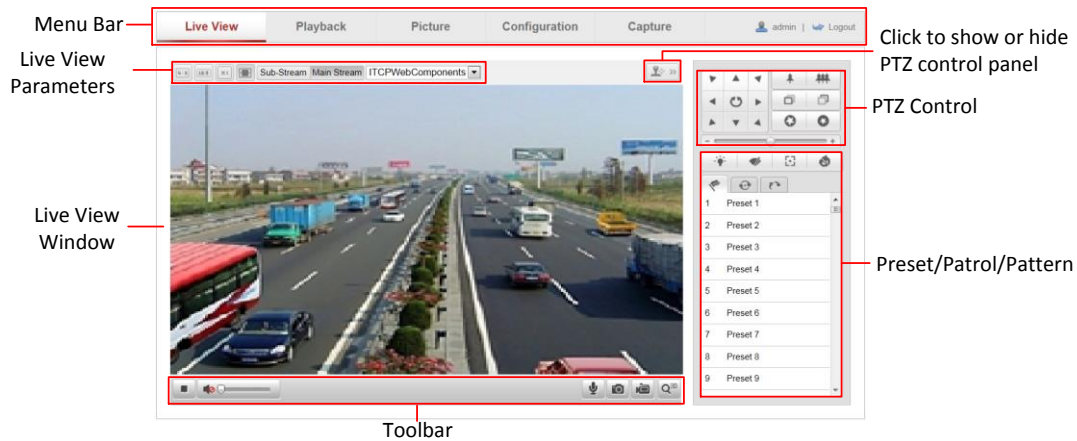 Menu Bar
Live View Playback Picture Configuration Capture admin | Logout
Click to show or hide
PTZ control panel
Live View
Parameters
Sub-Stream Main Stream ITCPWebComponents
PTZ Control
Live View
Window
1 Preset 1
2 Preset 2
3 Preset 3
4 Preset 4
5 Preset 5
6 Preset 6
7 Preset 7
8 Preset 8
9 Preset 9
Preset/Patrol/Pattern
Toolbar